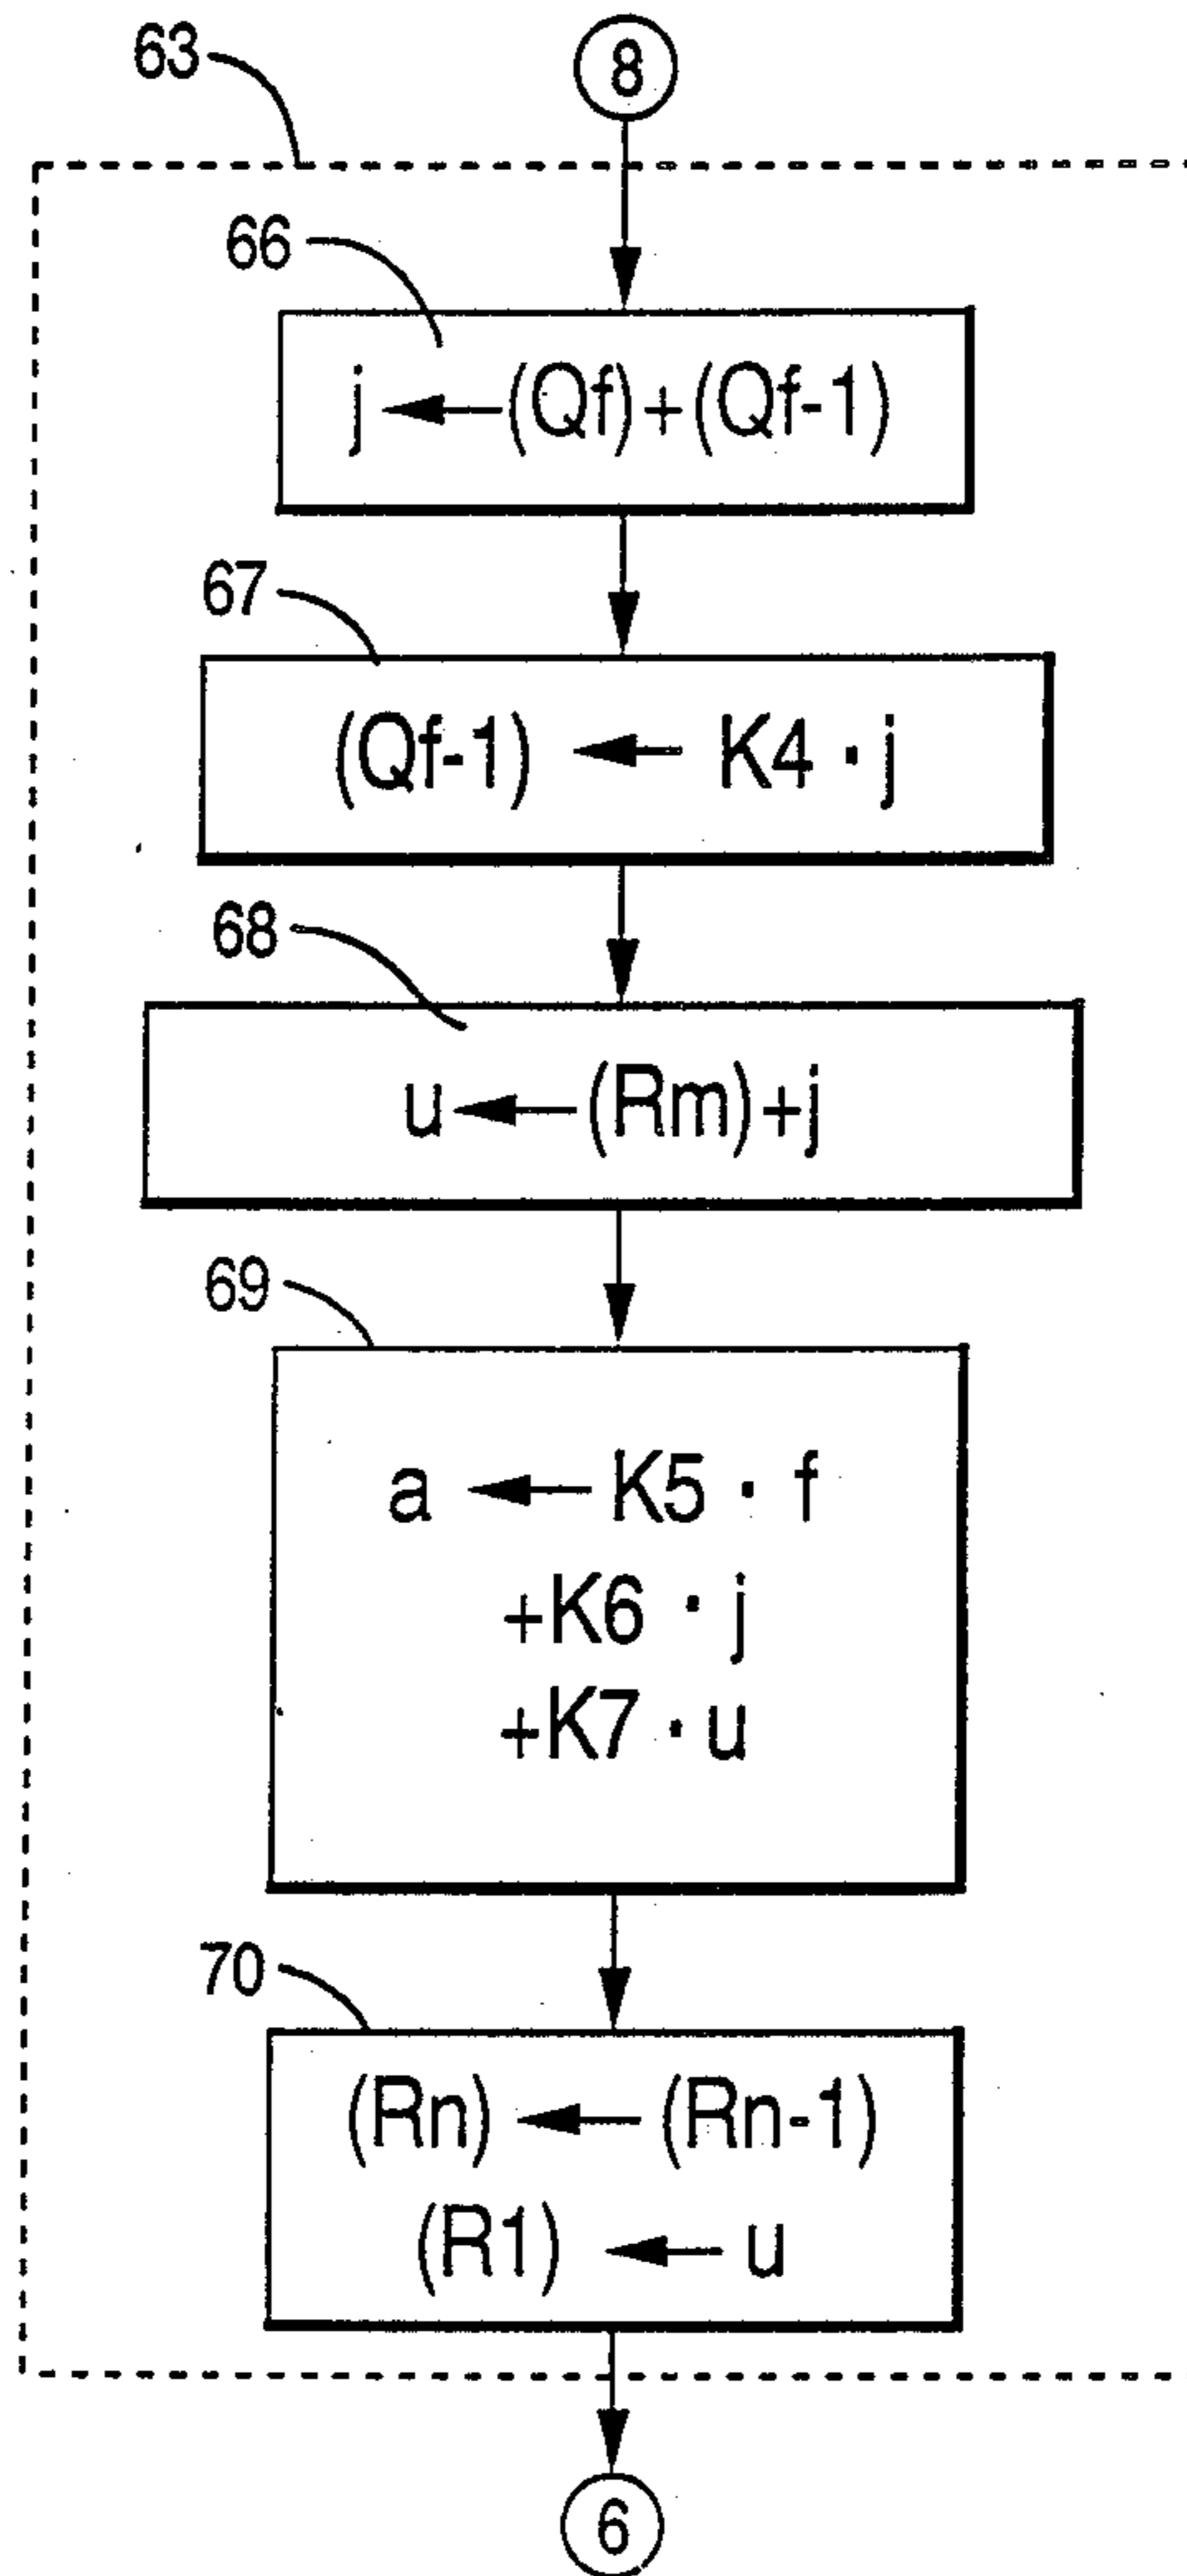 63
8
66
j ← (Qf)+(Qf-1)
67
(Qf-1) ← K4 · j
68
u ← (Rm)+j
69
a ← K5 · f
+K6 · j
+K7 · u
70
(Rn) ← (Rn-1)
(R1) ← u
6